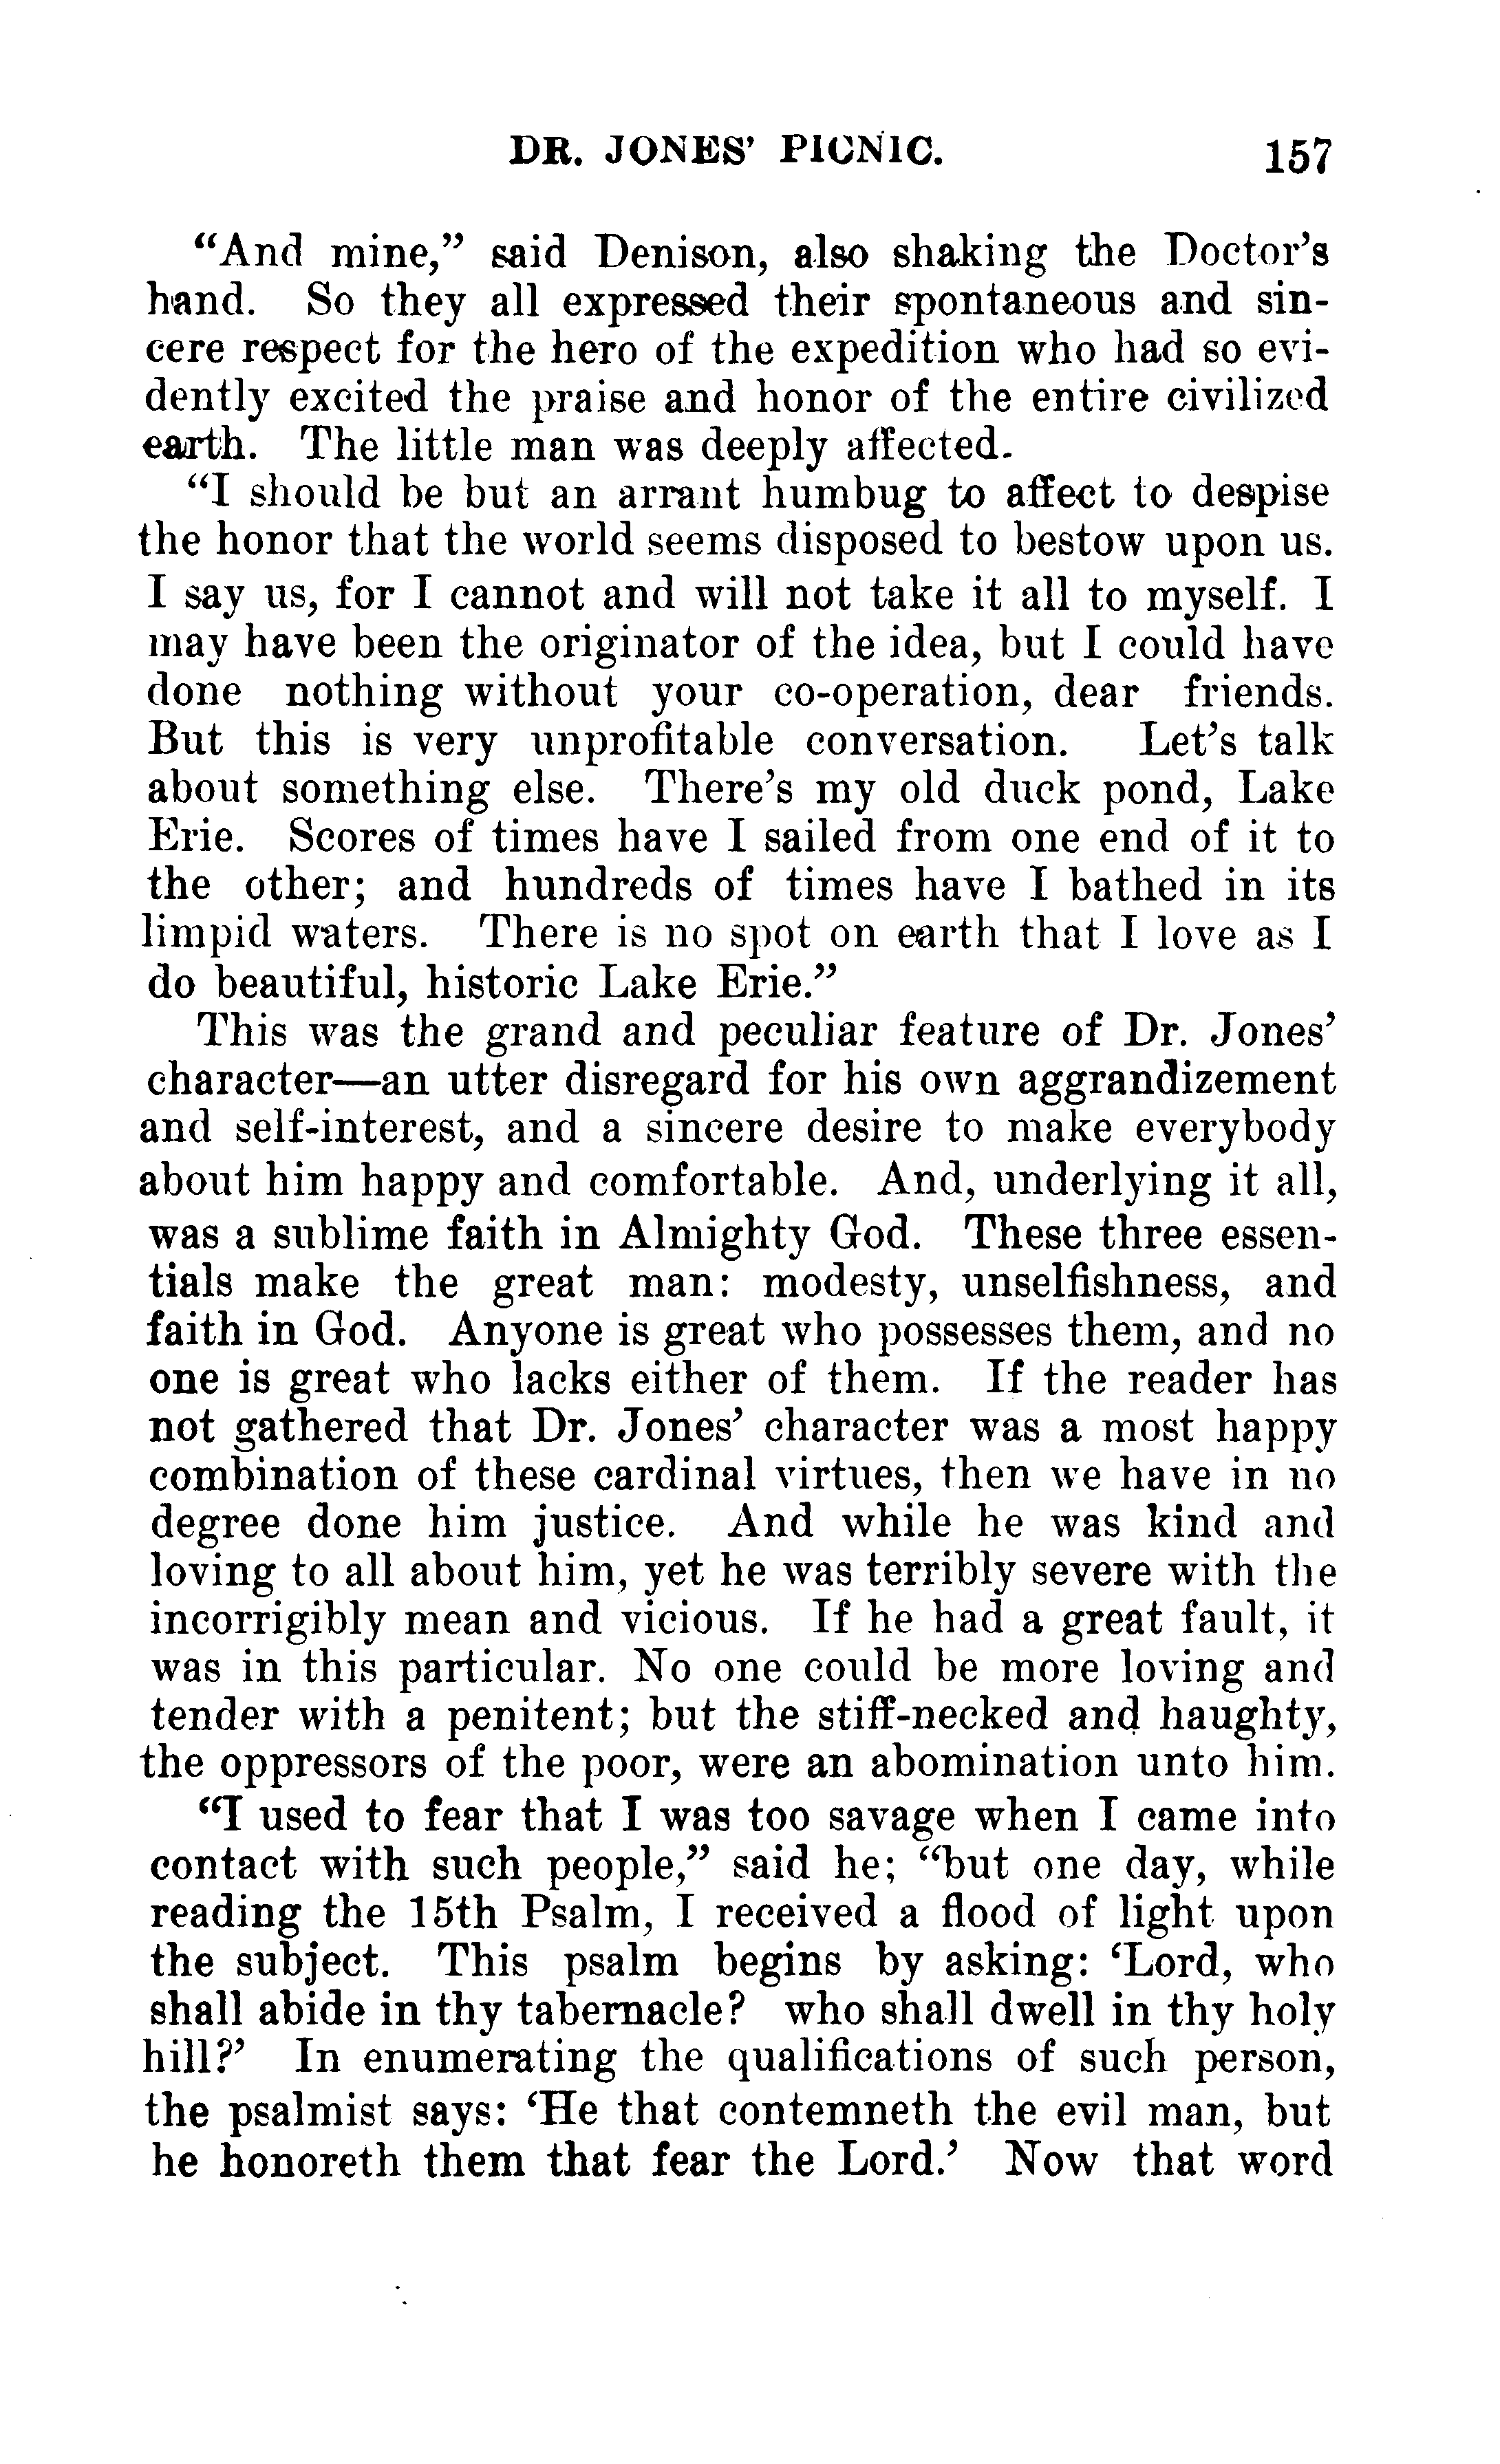 DR. JONES' PICNIC. 157
"And mine," said Denison, also shaking the Doctor's
hand. So they all expressed their spontaneous and sin-
cere respect for the hero of the expedition who had so evi-
dently excited the praise and honor of the entire civilized
earth. The little man was deeply affected.
"I should be but an arrant humbug to affect to despise
the honor that the world seems disposed to bestow upon us.
I say us, for I cannot and will not take it all to myself. I
may have been the originator of the idea, but I could have
done nothing without your co-operation, dear friends.
But this is very unprofitable conversation. Let's talk
about something else. There's my old duck pond, Lake
Erie. Scores of times have I sailed from one end of it to
the other; and hundreds of times have I bathed in its
limpid waters. There is no spot on earth that I love as I
do beautiful, historic Lake Erie."
This was the grand and peculiar feature of Dr. Jones'
character—an utter disregard for his own aggrandizement
and self-interest, and a sincere desire to make everybody
about him happy and comfortable. And, underlying it all,
was a sublime faith in Almighty God. These three essen-
tials make the great man: modesty, unselfishness, and
faith in God. Anyone is great who possesses them, and no
one is great who lacks either of them. If the reader has
not gathered that Dr. Jones' character was a most happy
combination of these cardinal virtues, then we have in no
degree done him justice. And while he was kind and
loving to all about him, yet he was terribly severe with the
incorrigibly mean and vicious. If he had a great fault, it
was in this particular. No one could be more loving and
tender with a penitent; but the stiff-necked and haughty,
the oppressors of the poor, were an abomination unto him.
"I used to fear that I was too savage when I came into
contact with such people," said he; "but one day, while
reading the 15th Psalm, I received a flood of light upon
the subject. This psalm begins by asking: 'Lord, who
shall abide in thy tabernacle? who shall dwell in thy holy
hill?' In enumerating the qualifications of such person,
the psalmist says: 'He that contemneth the evil man, but
he honoreth them that fear the Lord.' Now that word